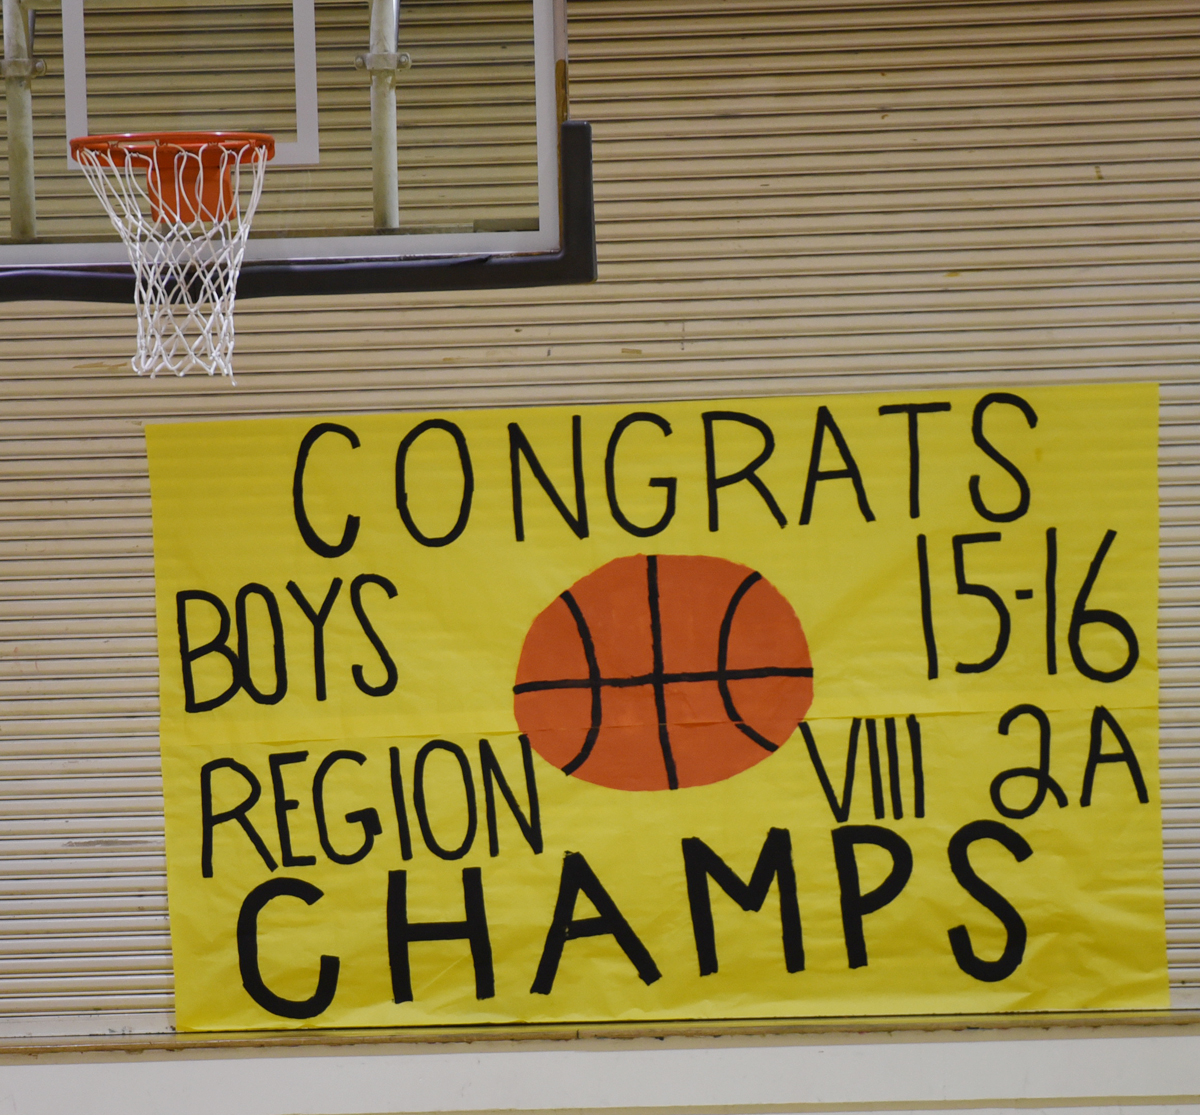 CONGRATS
BOYS 15-16
REGION VIII 2A
CHAMPS